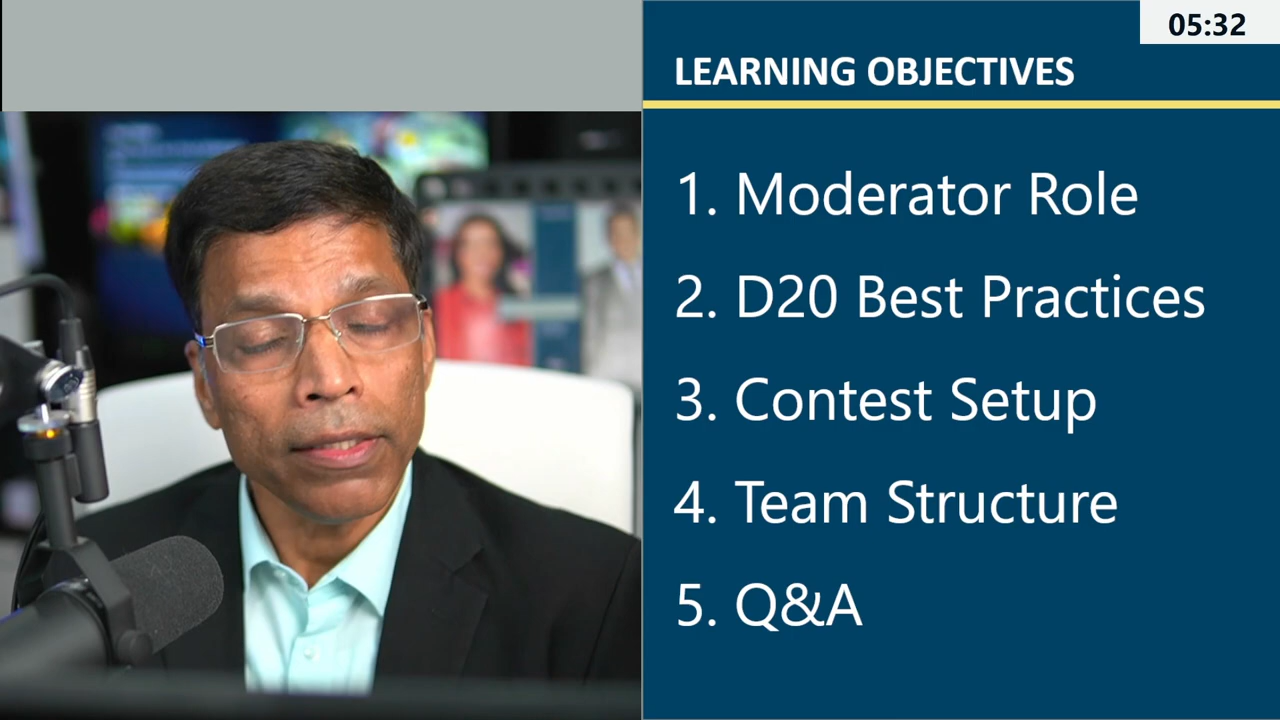 05:32
LEARNING OBJECTIVES
1. Moderator Role
2. D20 Best Practices
3. Contest Setup
4. Team Structure
5. Q&A